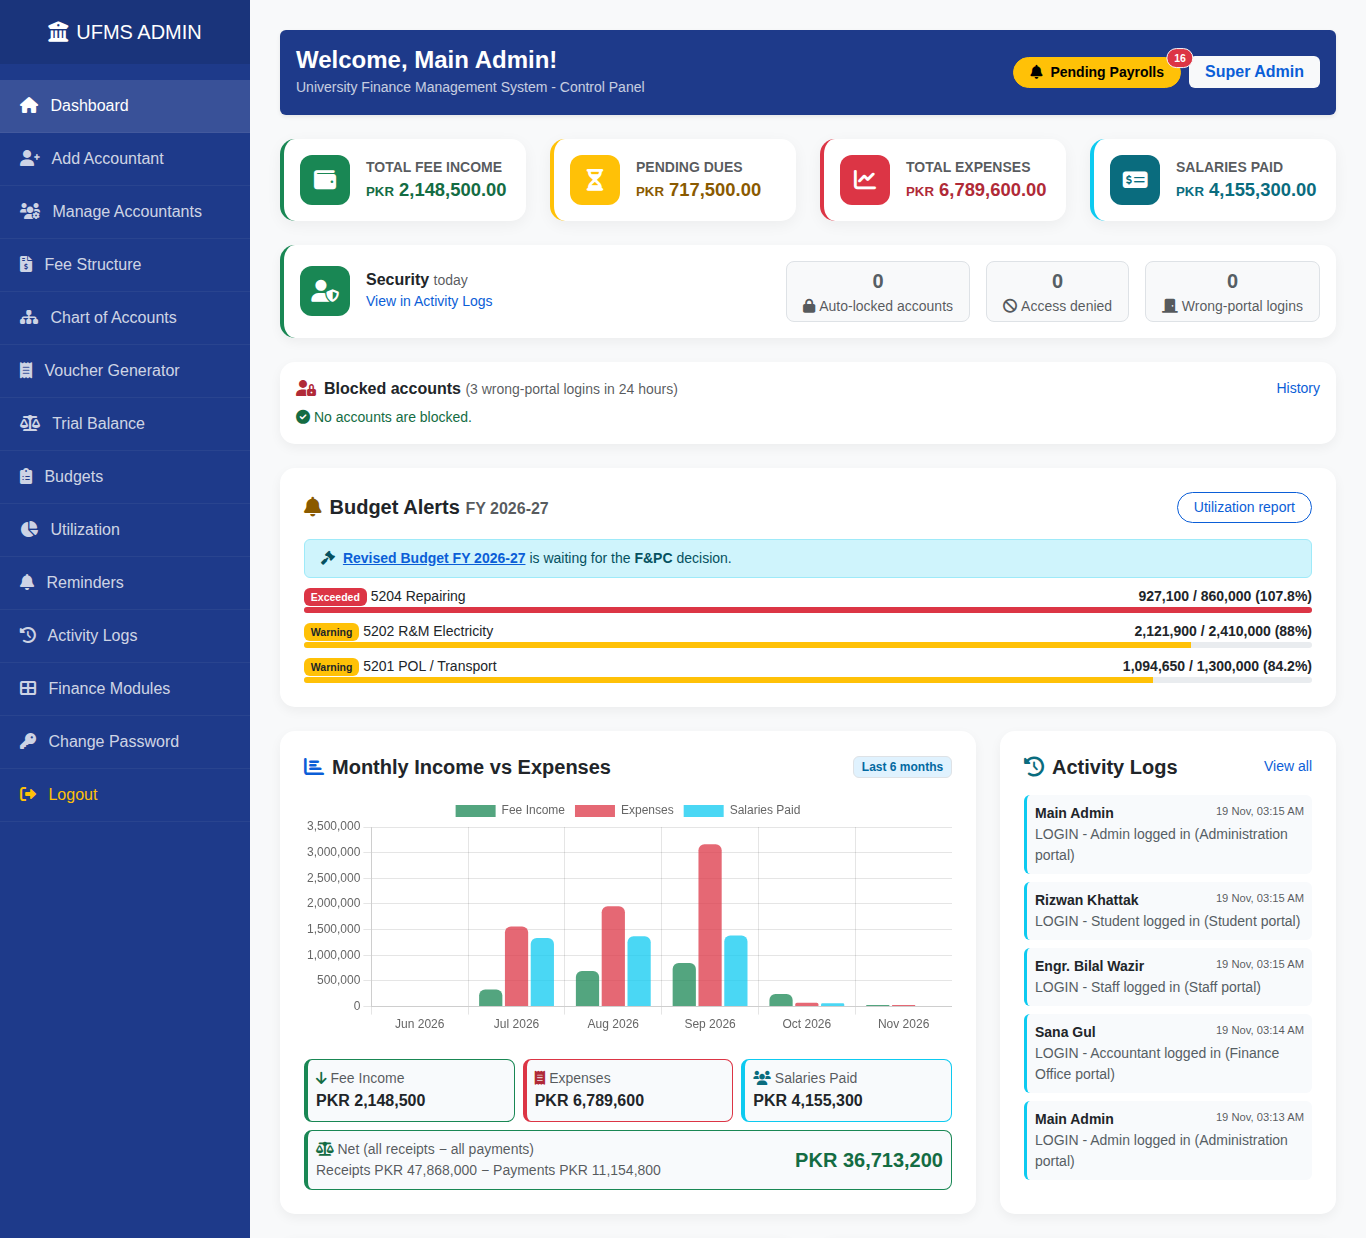 UFMS ADMIN
Dashboard
Add Accountant
Manage Accountants
Fee Structure
Chart of Accounts
Voucher Generator
Trial Balance
Budgets
Utilization
Reminders
Activity Logs
Finance Modules
Change Password
Logout
Welcome, Main Admin!
University Finance Management System - Control Panel
Pending Payrolls
16
Super Admin
TOTAL FEE INCOME
PKR 2,148,500.00
PENDING DUES
PKR 717,500.00
TOTAL EXPENSES
PKR 6,789,600.00
SALARIES PAID
PKR 4,155,300.00
Security today
View in Activity Logs
0
Auto-locked accounts
0
Access denied
0
Wrong-portal logins
Blocked accounts (3 wrong-portal logins in 24 hours)
History
No accounts are blocked.
Budget Alerts FY 2026-27
Utilization report
Revised Budget FY 2026-27 is waiting for the F&PC decision.
Exceeded 5204 Repairing
927,100 / 860,000 (107.8%)
Warning 5202 R&M Electricity
2,121,900 / 2,410,000 (88%)
Warning 5201 POL / Transport
1,094,650 / 1,300,000 (84.2%)
Monthly Income vs Expenses
Last 6 months
Fee Income
Expenses
Salaries Paid
3,500,000
3,000,000
2,500,000
2,000,000
1,500,000
1,000,000
500,000
0
Jun 2026
Jul 2026
Aug 2026
Sep 2026
Oct 2026
Nov 2026
Fee Income
PKR 2,148,500
Expenses
PKR 6,789,600
Salaries Paid
PKR 4,155,300
Net (all receipts − all payments)
Receipts PKR 47,868,000 − Payments PKR 11,154,800
PKR 36,713,200
Activity Logs
View all
Main Admin
19 Nov, 03:15 AM
LOGIN - Admin logged in (Administration
portal)
Rizwan Khattak
19 Nov, 03:15 AM
LOGIN - Student logged in (Student portal)
Engr. Bilal Wazir
19 Nov, 03:15 AM
LOGIN - Staff logged in (Staff portal)
Sana Gul
19 Nov, 03:14 AM
LOGIN - Accountant logged in (Finance
Office portal)
Main Admin
19 Nov, 03:13 AM
LOGIN - Admin logged in (Administration
portal)